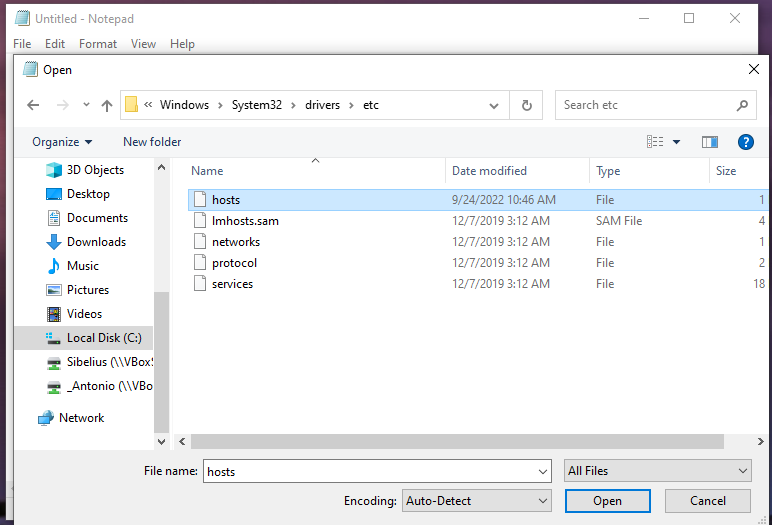 Untitled - Notepad
File Edit Format View Help
Open
« Windows > System32 > drivers > etc
Search etc
Organize New folder
Name Date modified Type Size
3D Objects
Desktop
Documents
Downloads
Music
Pictures
Videos
Local Disk (C:)
Sibelius (\\VBoxS
_Antonio (\\VBo
Network
hosts 9/24/2022 10:46 AM File 1
lmhosts.sam 12/7/2019 3:12 AM SAM File 4
networks 12/7/2019 3:12 AM File 1
protocol 12/7/2019 3:12 AM File 2
services 12/7/2019 3:12 AM File 18
File name: hosts All Files
Encoding: Auto-Detect Open Cancel